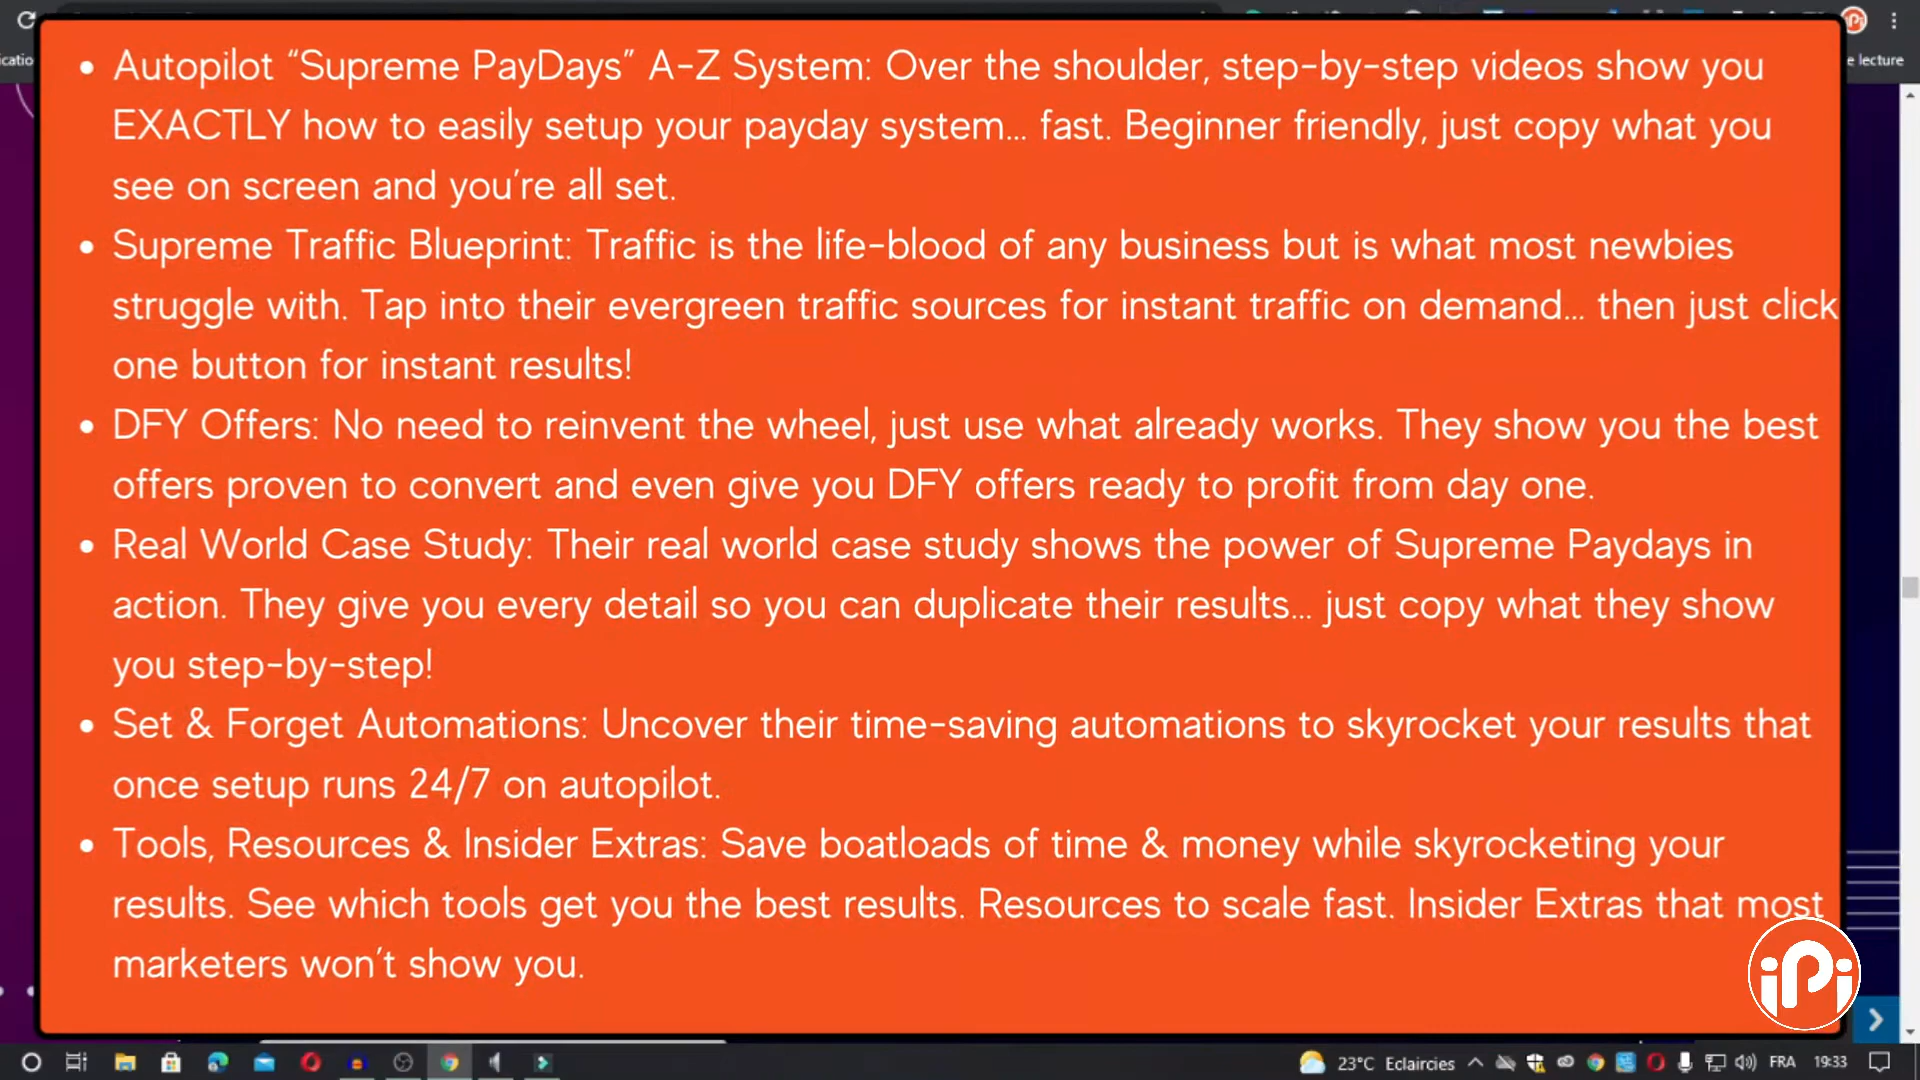 icatio
e lecture
• Autopilot “Supreme PayDays” A-Z System: Over the shoulder, step-by-step videos show you
EXACTLY how to easily setup your payday system... fast. Beginner friendly, just copy what you
see on screen and you’re all set.
• Supreme Traffic Blueprint: Traffic is the life-blood of any business but is what most newbies
struggle with. Tap into their evergreen traffic sources for instant traffic on demand... then just click
one button for instant results!
• DFY Offers: No need to reinvent the wheel, just use what already works. They show you the best
offers proven to convert and even give you DFY offers ready to profit from day one.
• Real World Case Study: Their real world case study shows the power of Supreme Paydays in
action. They give you every detail so you can duplicate their results... just copy what they show
you step-by-step!
• Set & Forget Automations: Uncover their time-saving automations to skyrocket your results that
once setup runs 24/7 on autopilot.
• Tools, Resources & Insider Extras: Save boatloads of time & money while skyrocketing your
results. See which tools get you the best results. Resources to scale fast. Insider Extras that most
marketers won’t show you.
iPi
23°C Eclaircies FRA 19:33